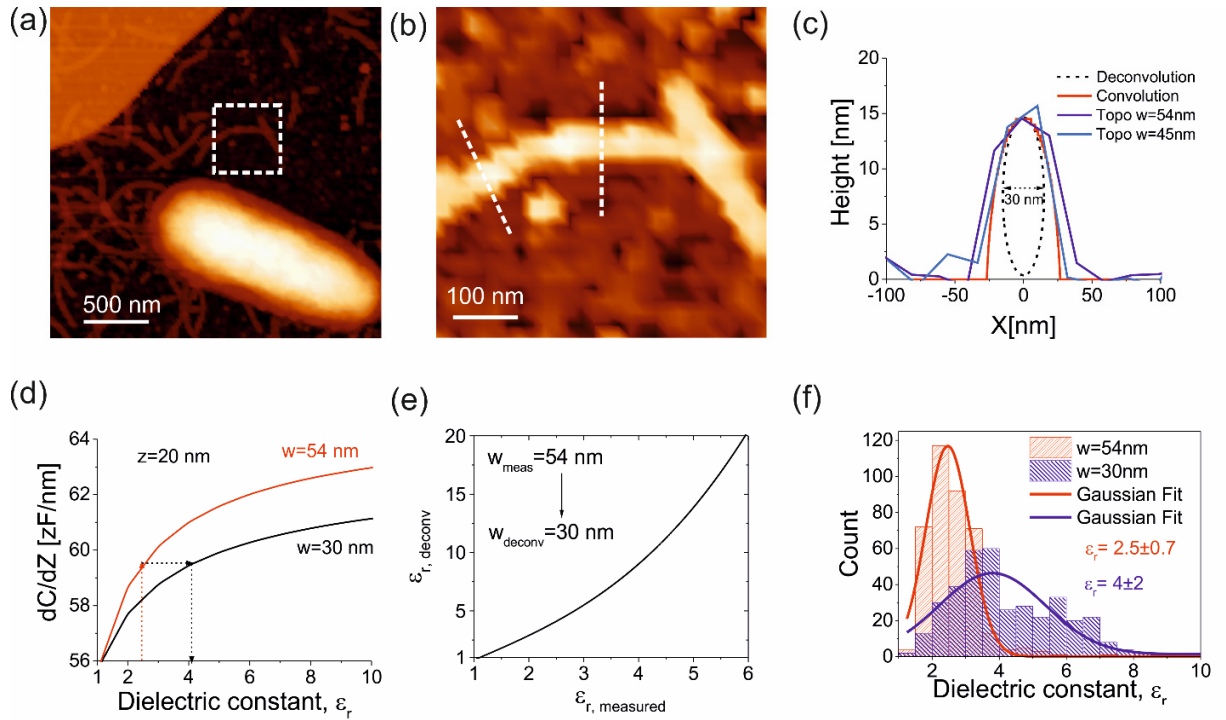 (a)
500 nm
(b)
100 nm
(c)
Height [nm]
20
15
10
5
0
Deconvolution
Convolution
Topo w=54nm
Topo w=45nm
30 nm
-100 -50 0 50 100
X[nm]
(d)
dC/dZ [zF/nm]
64
62
60
58
56
z=20 nm
w=54 nm
w=30 nm
1 2 4 6 8 10
Dielectric constant, εr
(e)
εr, deconv
20
15
10
5
1
wmeas=54 nm
wdeconv=30 nm
1 2 3 4 5 6
εr, measured
(f)
Count
120
100
80
60
40
20
0
w=54nm
w=30nm
Gaussian Fit
Gaussian Fit
εr= 2.5±0.7
εr= 4±2
2 4 6 8 10
Dielectric constant, εr